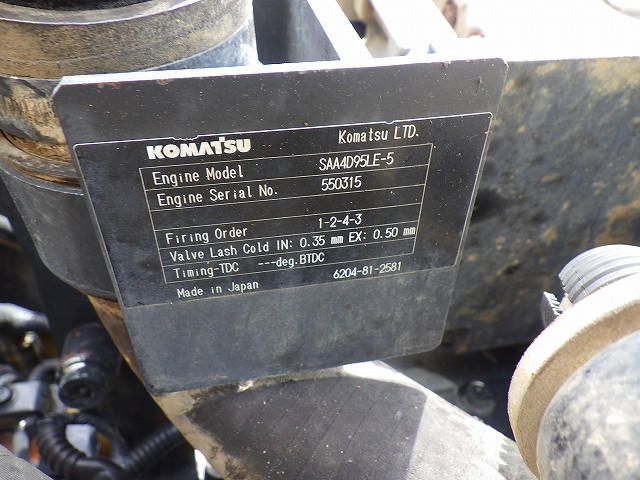 KOMATSU Komatsu LTD.
Engine Model SAA4D95LE-5
Engine Serial No. 550315
Firing Order 1-2-4-3
Valve Lash Cold IN: 0.35 mm EX: 0.50 mm
Timing-TDC ---deg.BTDC
Made in Japan 6204-81-2581